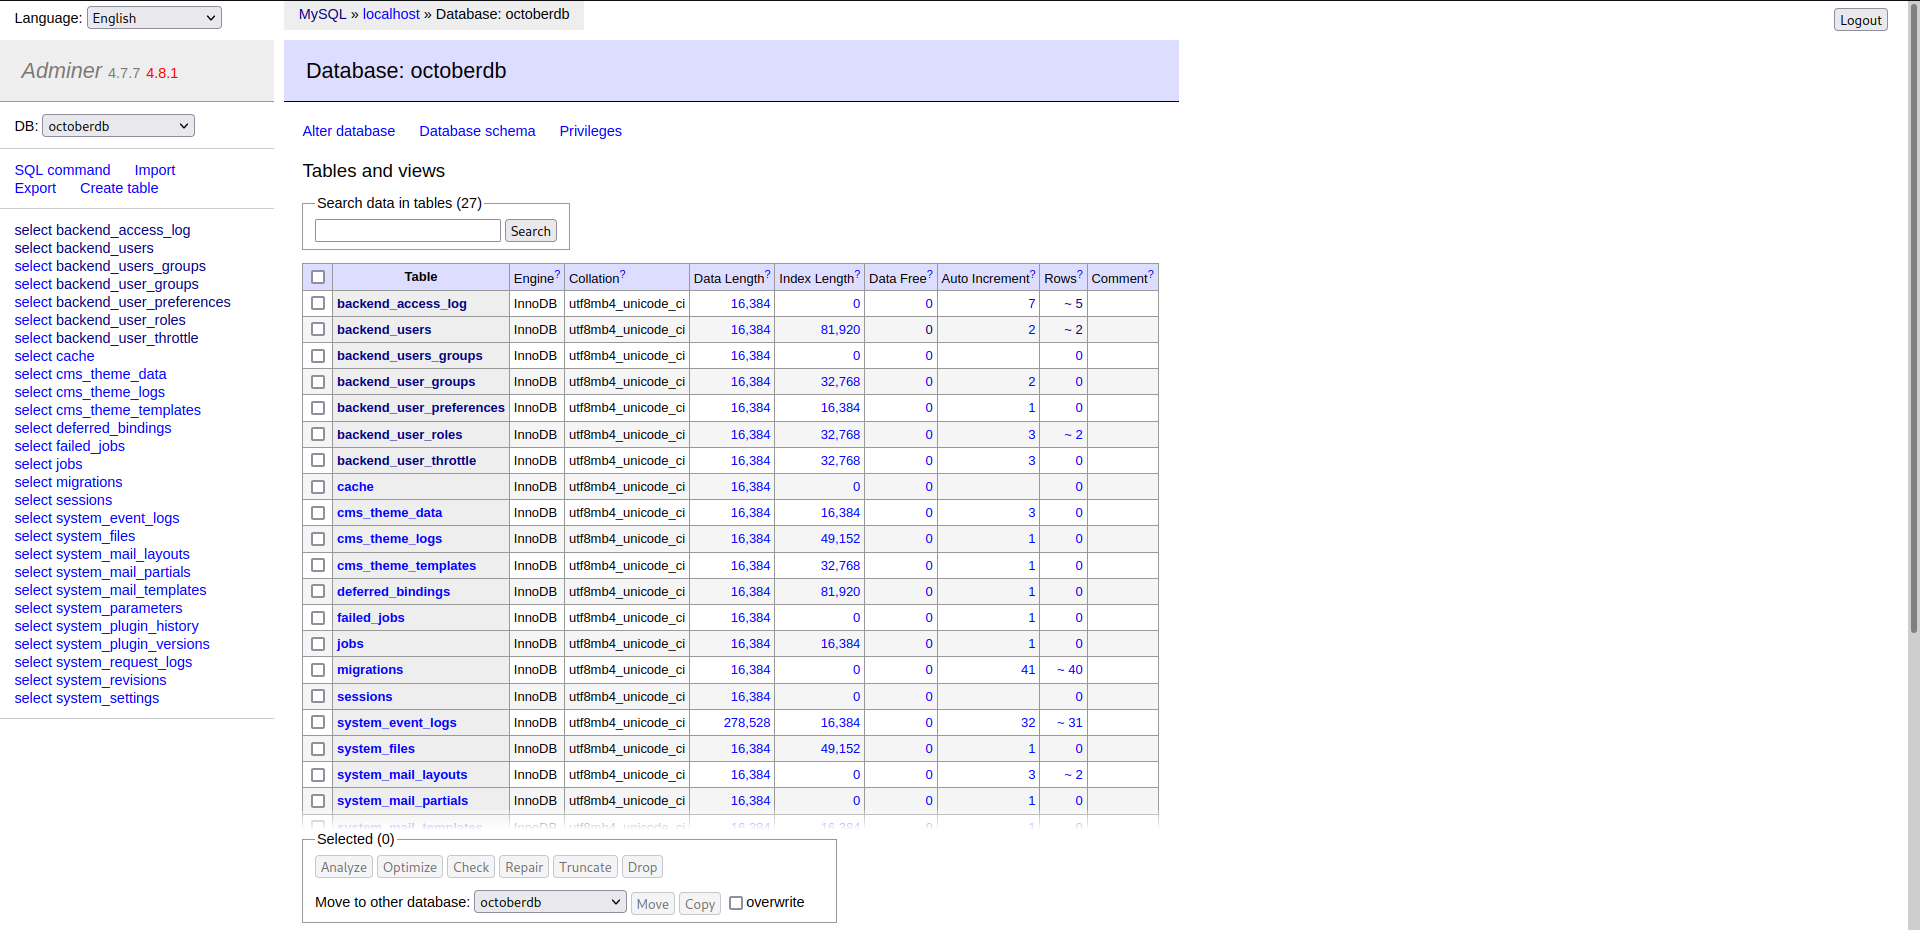 Language: English
MySQL » localhost » Database: octoberdb
Logout
Adminer 4.7.7 4.8.1
Database: octoberdb
DB: octoberdb
Alter database Database schema Privileges
SQL command Import
Export Create table
select backend_access_log
select backend_users
select backend_users_groups
select backend_user_groups
select backend_user_preferences
select backend_user_roles
select backend_user_throttle
select cache
select cms_theme_data
select cms_theme_logs
select cms_theme_templates
select deferred_bindings
select failed_jobs
select jobs
select migrations
select sessions
select system_event_logs
select system_files
select system_mail_layouts
select system_mail_partials
select system_mail_templates
select system_parameters
select system_plugin_history
select system_plugin_versions
select system_request_logs
select system_revisions
select system_settings
Tables and views
Search data in tables (27)
Search
Table Engine? Collation? Data Length? Index Length? Data Free? Auto Increment? Rows? Comment?
backend_access_log InnoDB utf8mb4_unicode_ci 16,384 0 0 7 ~ 5
backend_users InnoDB utf8mb4_unicode_ci 16,384 81,920 0 2 ~ 2
backend_users_groups InnoDB utf8mb4_unicode_ci 16,384 0 0 0
backend_user_groups InnoDB utf8mb4_unicode_ci 16,384 32,768 0 2 0
backend_user_preferences InnoDB utf8mb4_unicode_ci 16,384 16,384 0 1 0
backend_user_roles InnoDB utf8mb4_unicode_ci 16,384 32,768 0 3 ~ 2
backend_user_throttle InnoDB utf8mb4_unicode_ci 16,384 32,768 0 3 0
cache InnoDB utf8mb4_unicode_ci 16,384 0 0 0
cms_theme_data InnoDB utf8mb4_unicode_ci 16,384 16,384 0 3 0
cms_theme_logs InnoDB utf8mb4_unicode_ci 16,384 49,152 0 1 0
cms_theme_templates InnoDB utf8mb4_unicode_ci 16,384 32,768 0 1 0
deferred_bindings InnoDB utf8mb4_unicode_ci 16,384 81,920 0 1 0
failed_jobs InnoDB utf8mb4_unicode_ci 16,384 0 0 1 0
jobs InnoDB utf8mb4_unicode_ci 16,384 16,384 0 1 0
migrations InnoDB utf8mb4_unicode_ci 16,384 0 0 41 ~ 40
sessions InnoDB utf8mb4_unicode_ci 16,384 0 0 0
system_event_logs InnoDB utf8mb4_unicode_ci 278,528 16,384 0 32 ~ 31
system_files InnoDB utf8mb4_unicode_ci 16,384 49,152 0 1 0
system_mail_layouts InnoDB utf8mb4_unicode_ci 16,384 0 0 3 ~ 2
system_mail_partials InnoDB utf8mb4_unicode_ci 16,384 0 0 1 0
system_mail_templates InnoDB utf8mb4_unicode_ci 16,384 16,384 0 1 0
Selected (0)
Analyze Optimize Check Repair Truncate Drop
Move to other database: octoberdb Move Copy overwrite